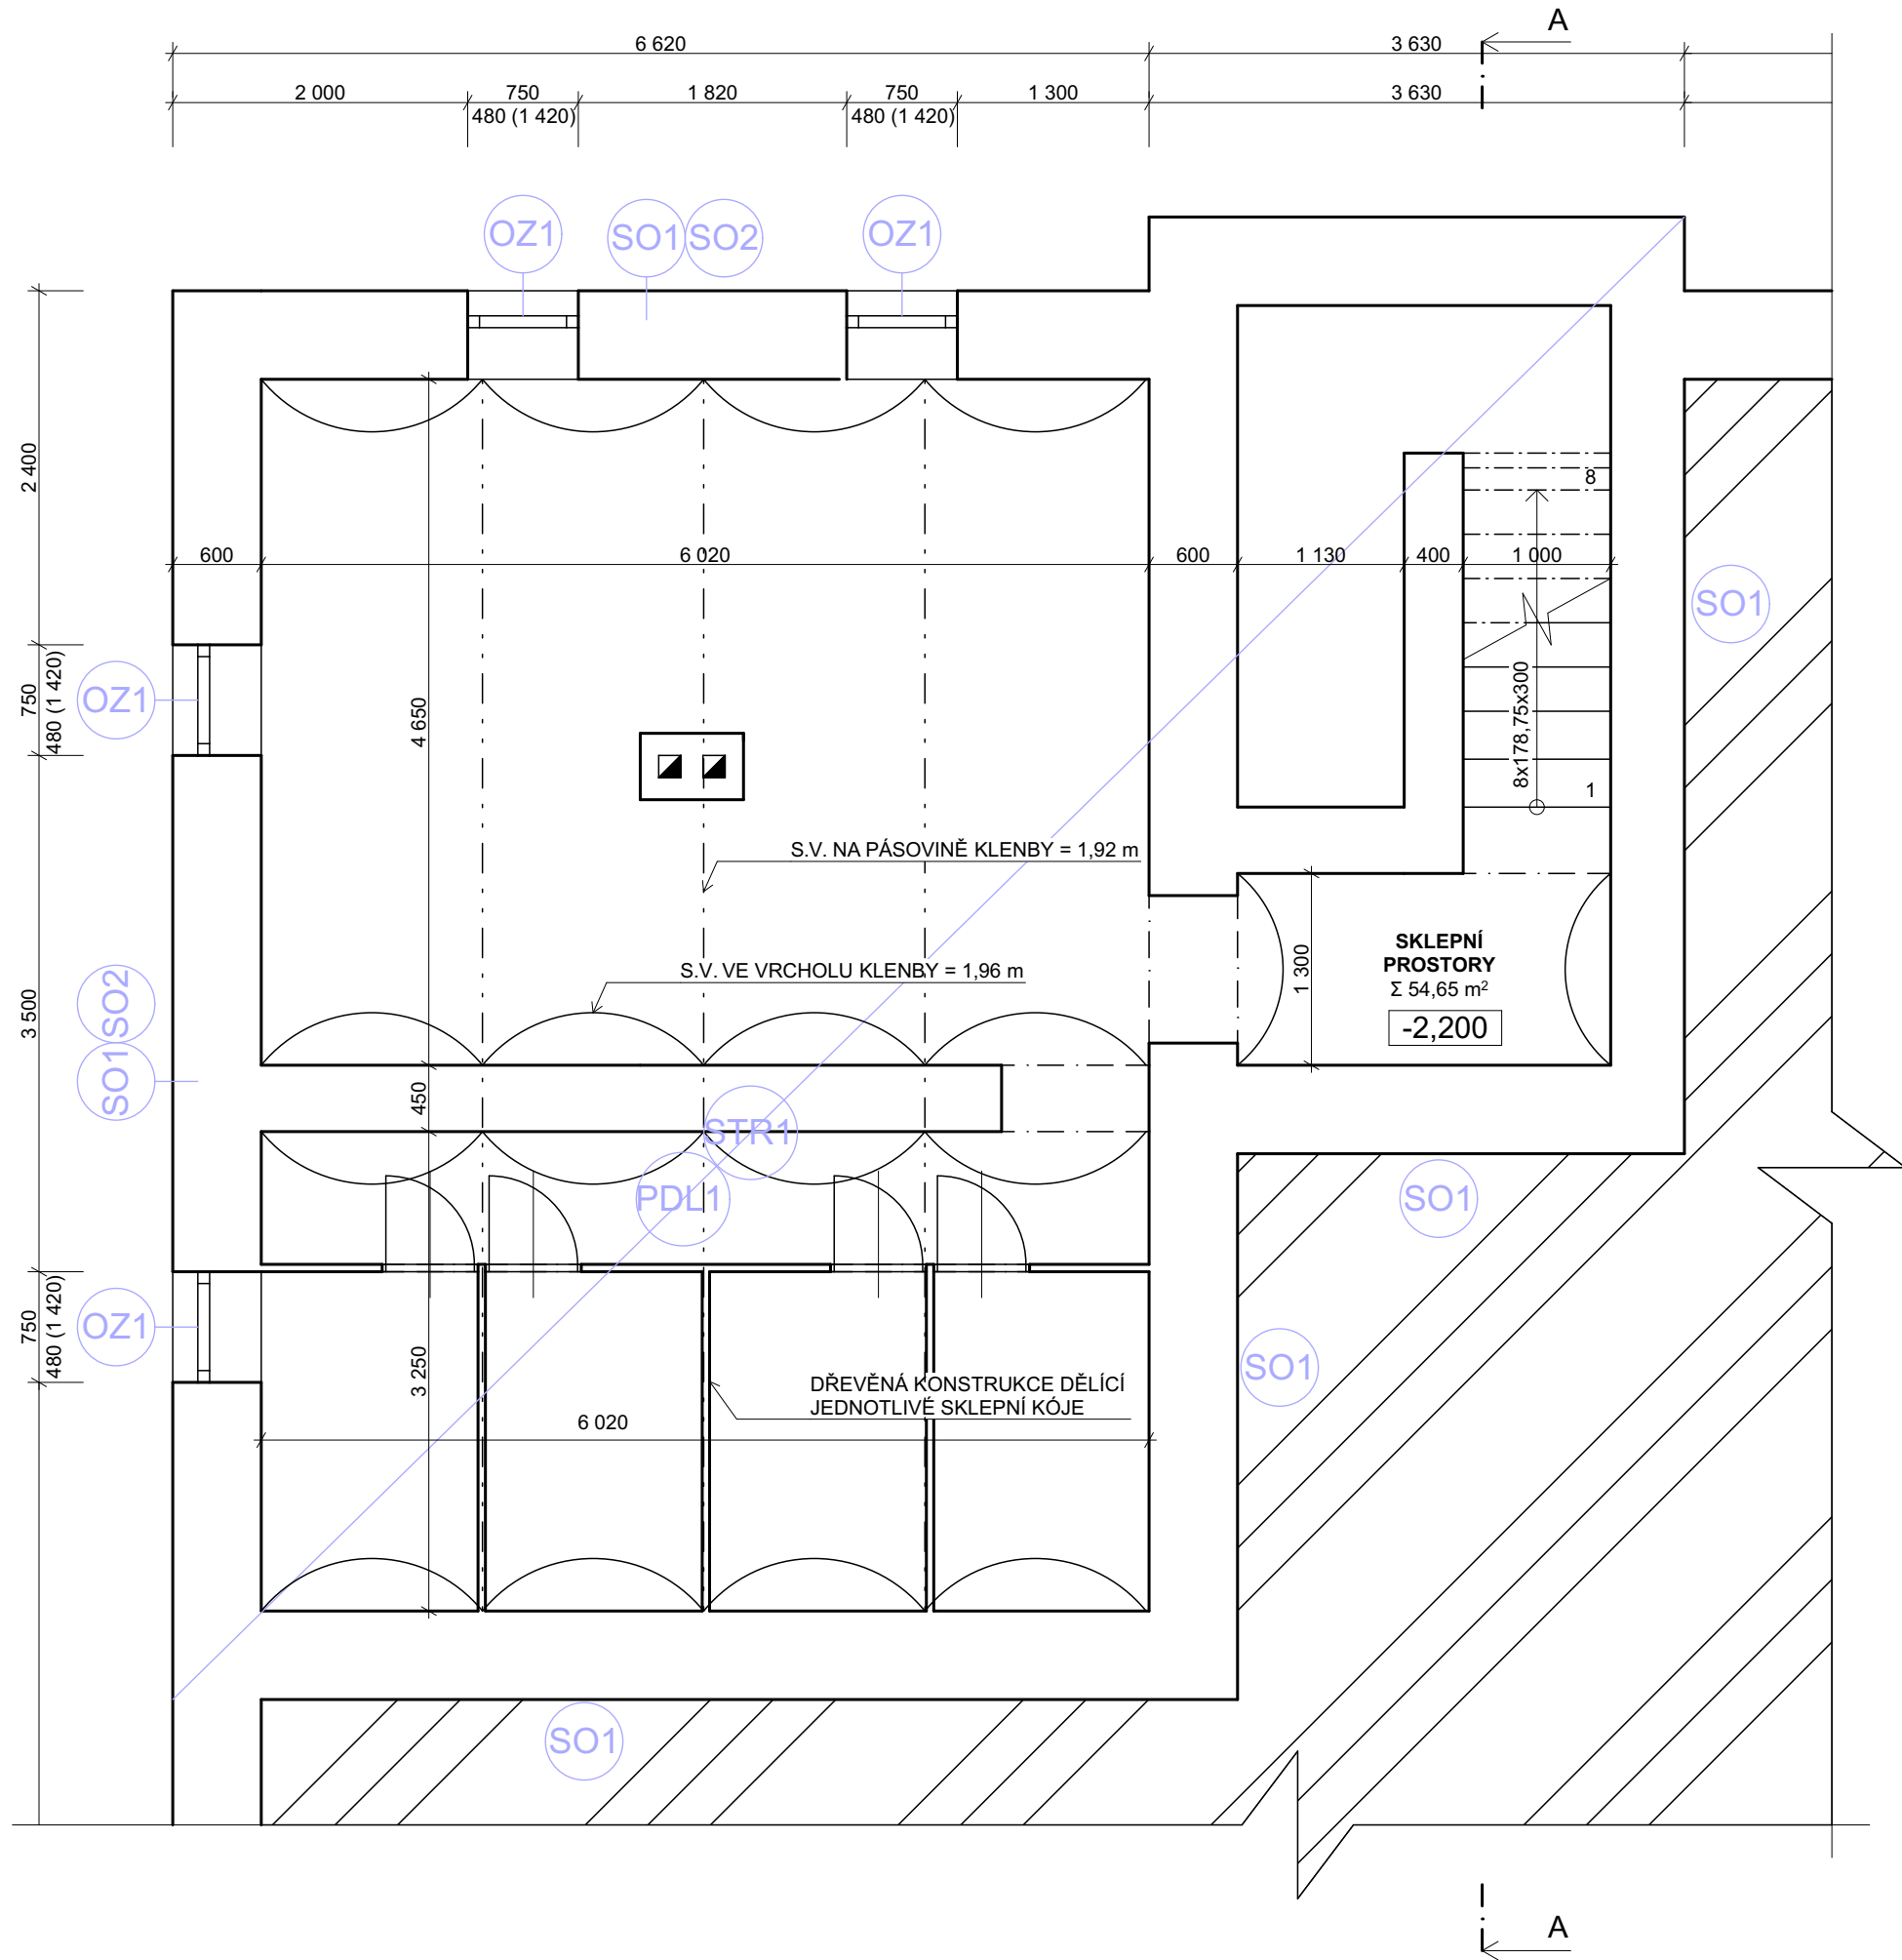 A
6 620
3 630
2 000
750
1 820
750
1 300
3 630
480 (1 420)
480 (1 420)
OZ1
SO1
SO2
OZ1
2 400
8
600
6 020
600
1 130
400
1 000
SO1
750
480 (1 420)
OZ1
4 650
8x178,75x300
1
S.V. NA PÁSOVINĚ KLENBY = 1,92 m
SKLEPNÍ
PROSTORY
Σ 54,65 m²
-2,200
1 300
S.V. VE VRCHOLU KLENBY = 1,96 m
3 500
SO1
SO2
450
STR1
PDL1
SO1
750
480 (1 420)
OZ1
3 250
SO1
DŘEVĚNÁ KONSTRUKCE DĚLÍCÍ
JEDNOTLIVÉ SKLEPNÍ KÓJE
6 020
SO1
A